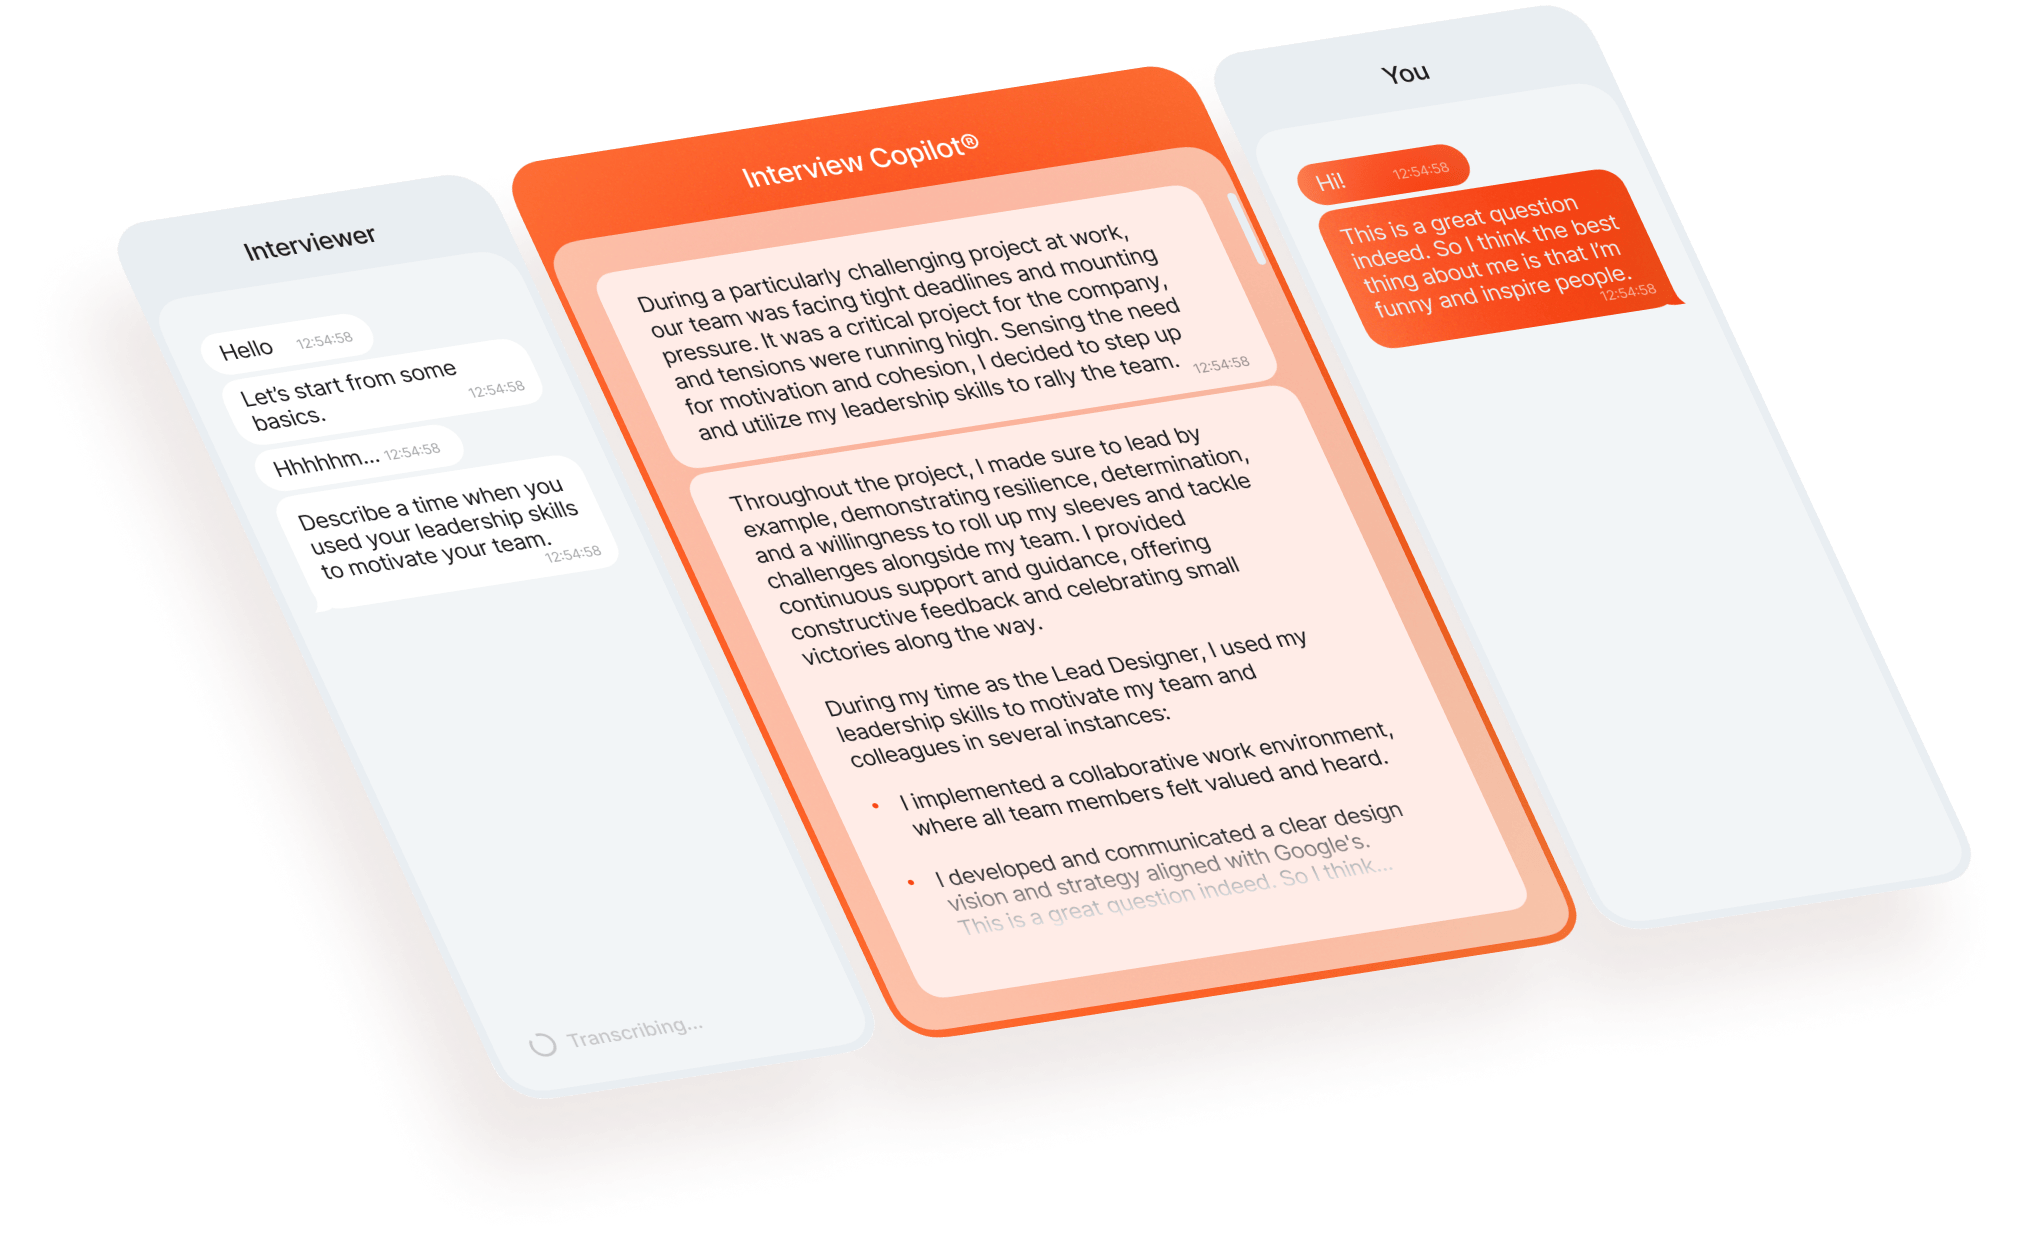 Interviewer
Hello 12:54:58
Let's start from some
basics. 12:54:58
Hhhhhm... 12:54:58
Describe a time when you
used your leadership skills
to motivate your team.
12:54:58
Transcribing...
Interview Copilot®
During a particularly challenging project at work,
our team was facing tight deadlines and mounting
pressure. It was a critical project for the company,
and tensions were running high. Sensing the need
for motivation and cohesion, I decided to step up
and utilize my leadership skills to rally the team. 12:54:58
Throughout the project, I made sure to lead by
example, demonstrating resilience, determination,
and a willingness to roll up my sleeves and tackle
challenges alongside my team. I provided
continuous support and guidance, offering
constructive feedback and celebrating small
victories along the way.
During my time as the Lead Designer, I used my
leadership skills to motivate my team and
colleagues in several instances:
• I implemented a collaborative work environment,
where all team members felt valued and heard.
• I developed and communicated a clear design
vision and strategy aligned with Google's.
This is a great question indeed. So I think...
You
Hi! 12:54:58
This is a great question
indeed. So I think the best
thing about me is that I'm
funny and inspire people.
12:54:58